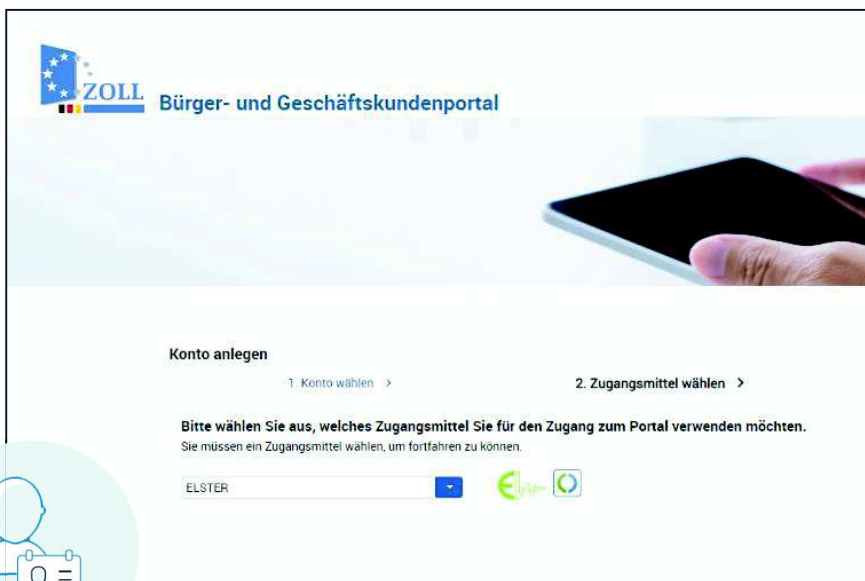 ZOLL
Bürger- und Geschäftskundenportal
Konto anlegen
1. Konto wählen >
2. Zugangsmittel wählen >
Bitte wählen Sie aus, welches Zugangsmittel Sie für den Zugang zum Portal verwenden möchten.
Sie müssen ein Zugangsmittel wählen, um fortfahren zu können.
ELSTER